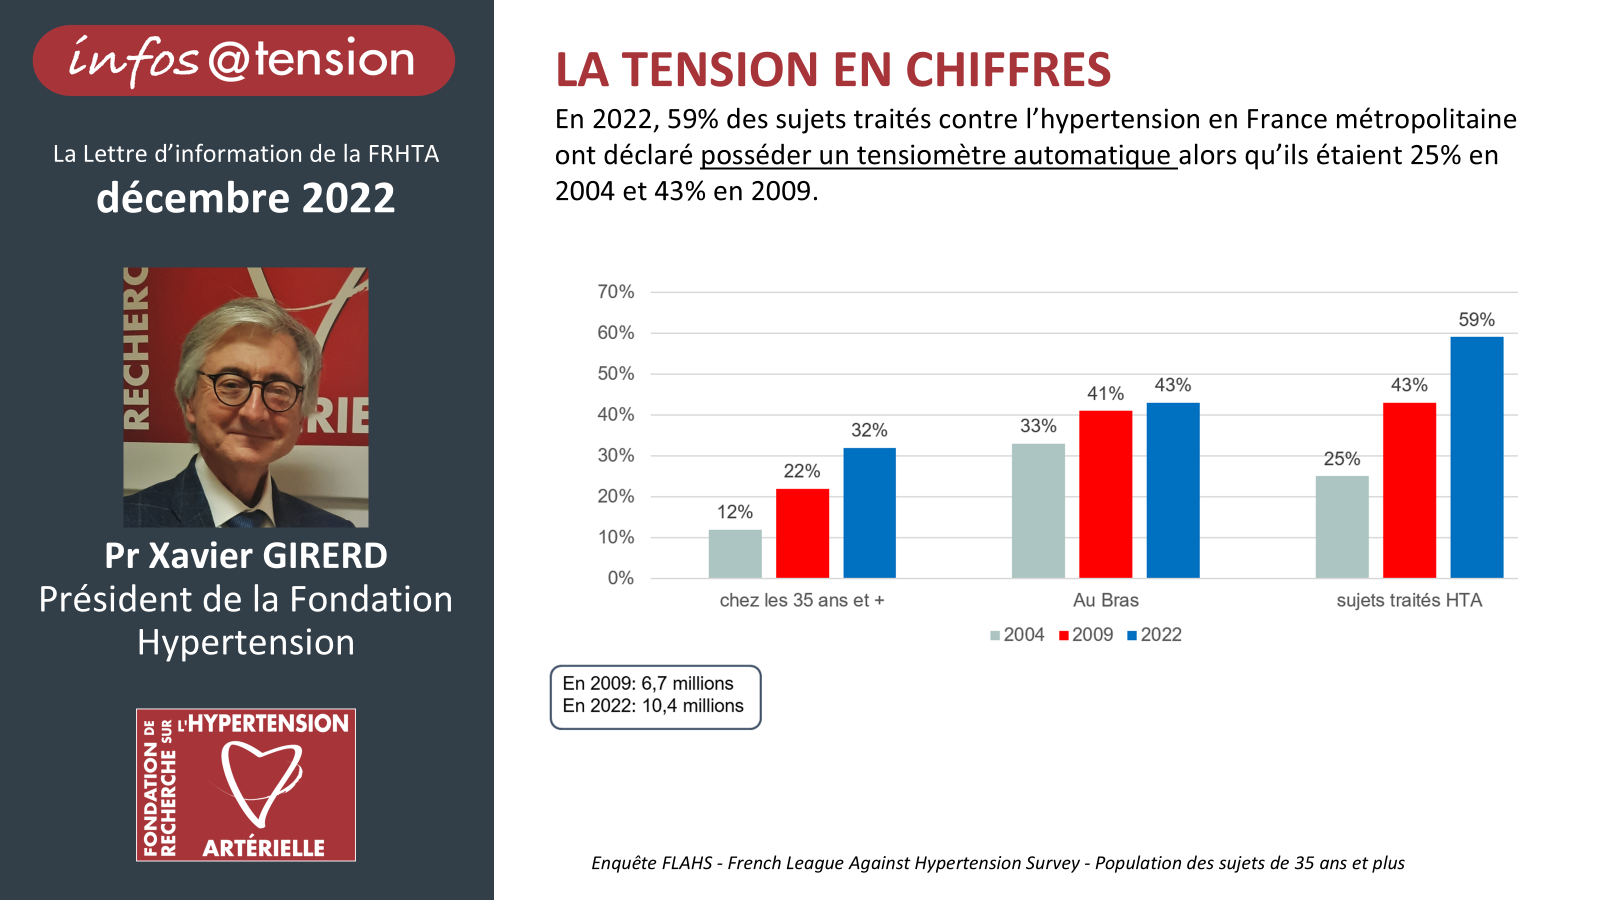 infos@tension
La Lettre d’information de la FRHTA
décembre 2022
RECHERC
RIE
Pr Xavier GIRERD
Président de la Fondation
Hypertension
FONDATION DE
RECHERCHE SUR
L'HYPERTENSION
ARTÉRIELLE
LA TENSION EN CHIFFRES
En 2022, 59% des sujets traités contre l’hypertension en France métropolitaine
ont déclaré posséder un tensiomètre automatique alors qu’ils étaient 25% en
2004 et 43% en 2009.
70%
60%
50%
40%
30%
20%
10%
0%
12%
22%
32%
33%
41%
43%
25%
43%
59%
chez les 35 ans et +
Au Bras
sujets traités HTA
2004 2009 2022
En 2009: 6,7 millions
En 2022: 10,4 millions
Enquête FLAHS - French League Against Hypertension Survey - Population des sujets de 35 ans et plus